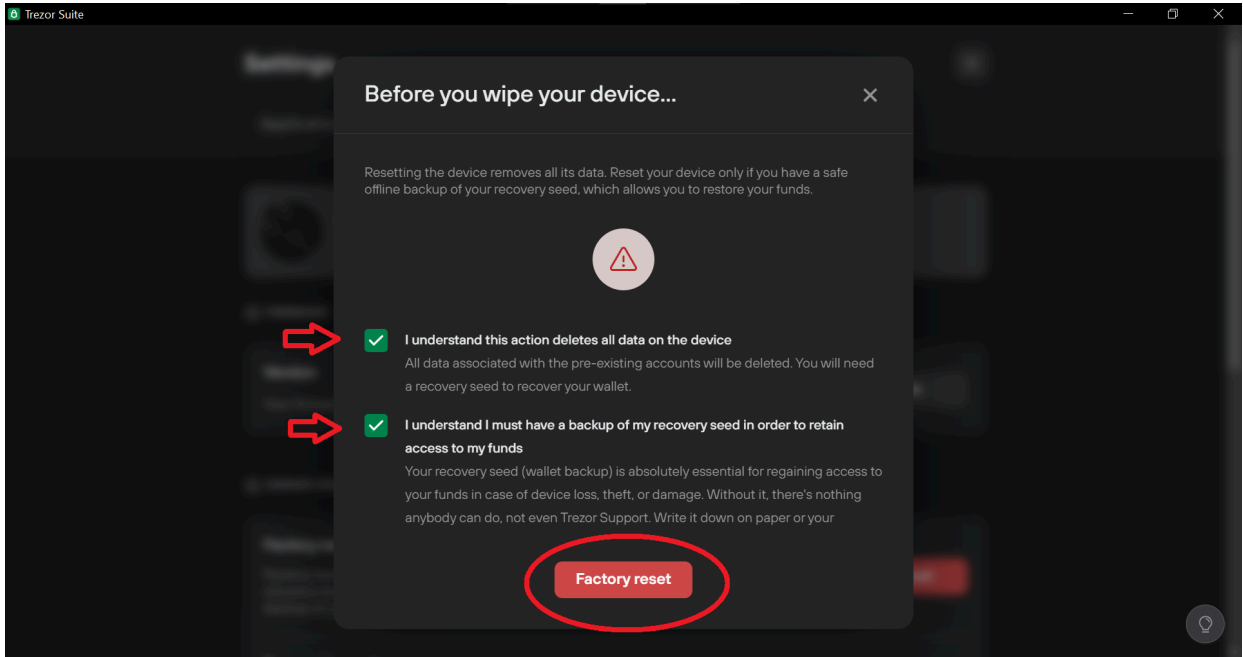 Trezor Suite
Settings
Before you wipe your device...
Resetting the device removes all its data. Reset your device only if you have a safe
offline backup of your recovery seed, which allows you to restore your funds.
I understand this action deletes all data on the device
All data associated with the pre-existing accounts will be deleted. You will need
a recovery seed to recover your wallet.
I understand I must have a backup of my recovery seed in order to retain
access to my funds
Your recovery seed (wallet backup) is absolutely essential for regaining access to
your funds in case of device loss, theft, or damage. Without it, there's nothing
anybody can do, not even Trezor Support. Write it down on paper or your
Factory reset